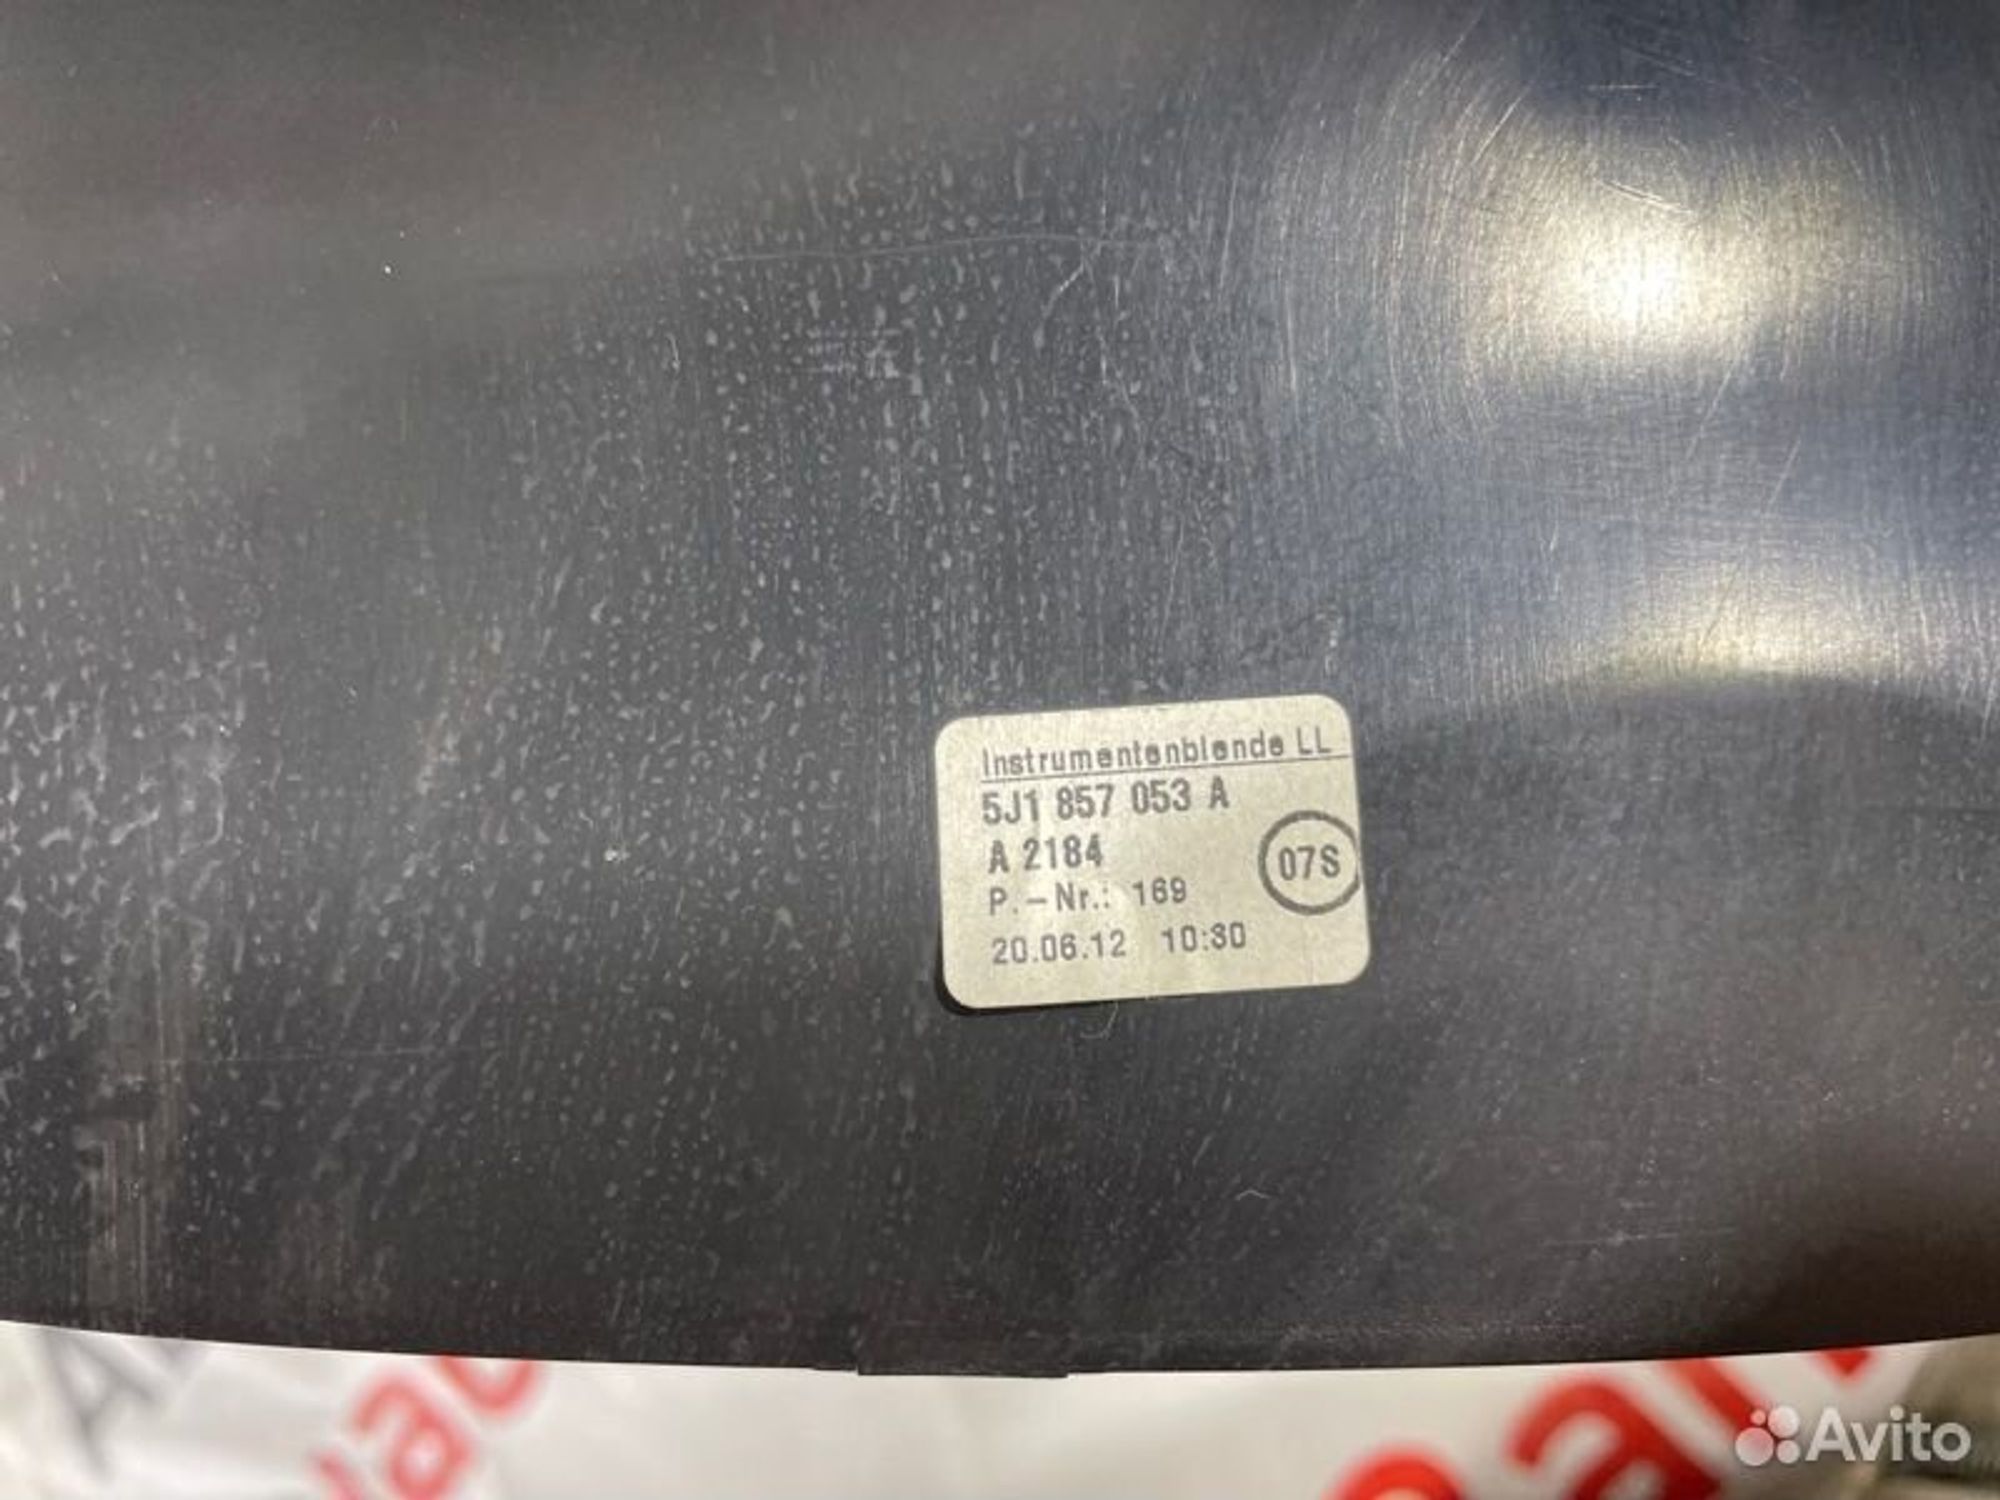 Instrumentenblende LL
5J1 857 053 A
A 2184
07S
P.-Nr.: 169
20.06.12 10:30
Avito